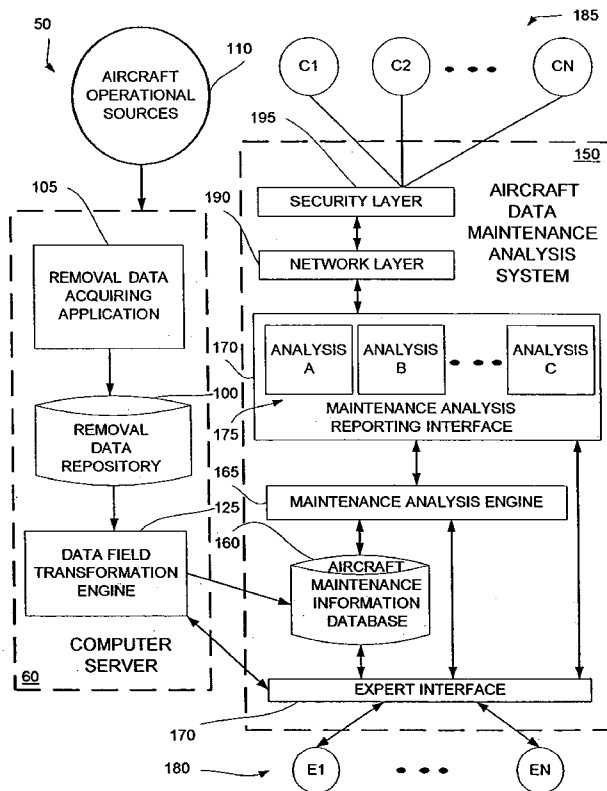 50
AIRCRAFT
OPERATIONAL
SOURCES
110
185
C1
C2
CN
195
150
SECURITY LAYER
AIRCRAFT
DATA
MAINTENANCE
ANALYSIS
SYSTEM
190
NETWORK LAYER
105
REMOVAL DATA
ACQUIRING
APPLICATION
170
ANALYSIS
A
ANALYSIS
B
ANALYSIS
C
175
MAINTENANCE ANALYSIS
REPORTING INTERFACE
100
REMOVAL
DATA
REPOSITORY
165
MAINTENANCE ANALYSIS ENGINE
125
160
DATA FIELD
TRANSFORMATION
ENGINE
AIRCRAFT
MAINTENANCE
INFORMATION
DATABASE
COMPUTER
SERVER
60
EXPERT INTERFACE
170
180
E1
EN